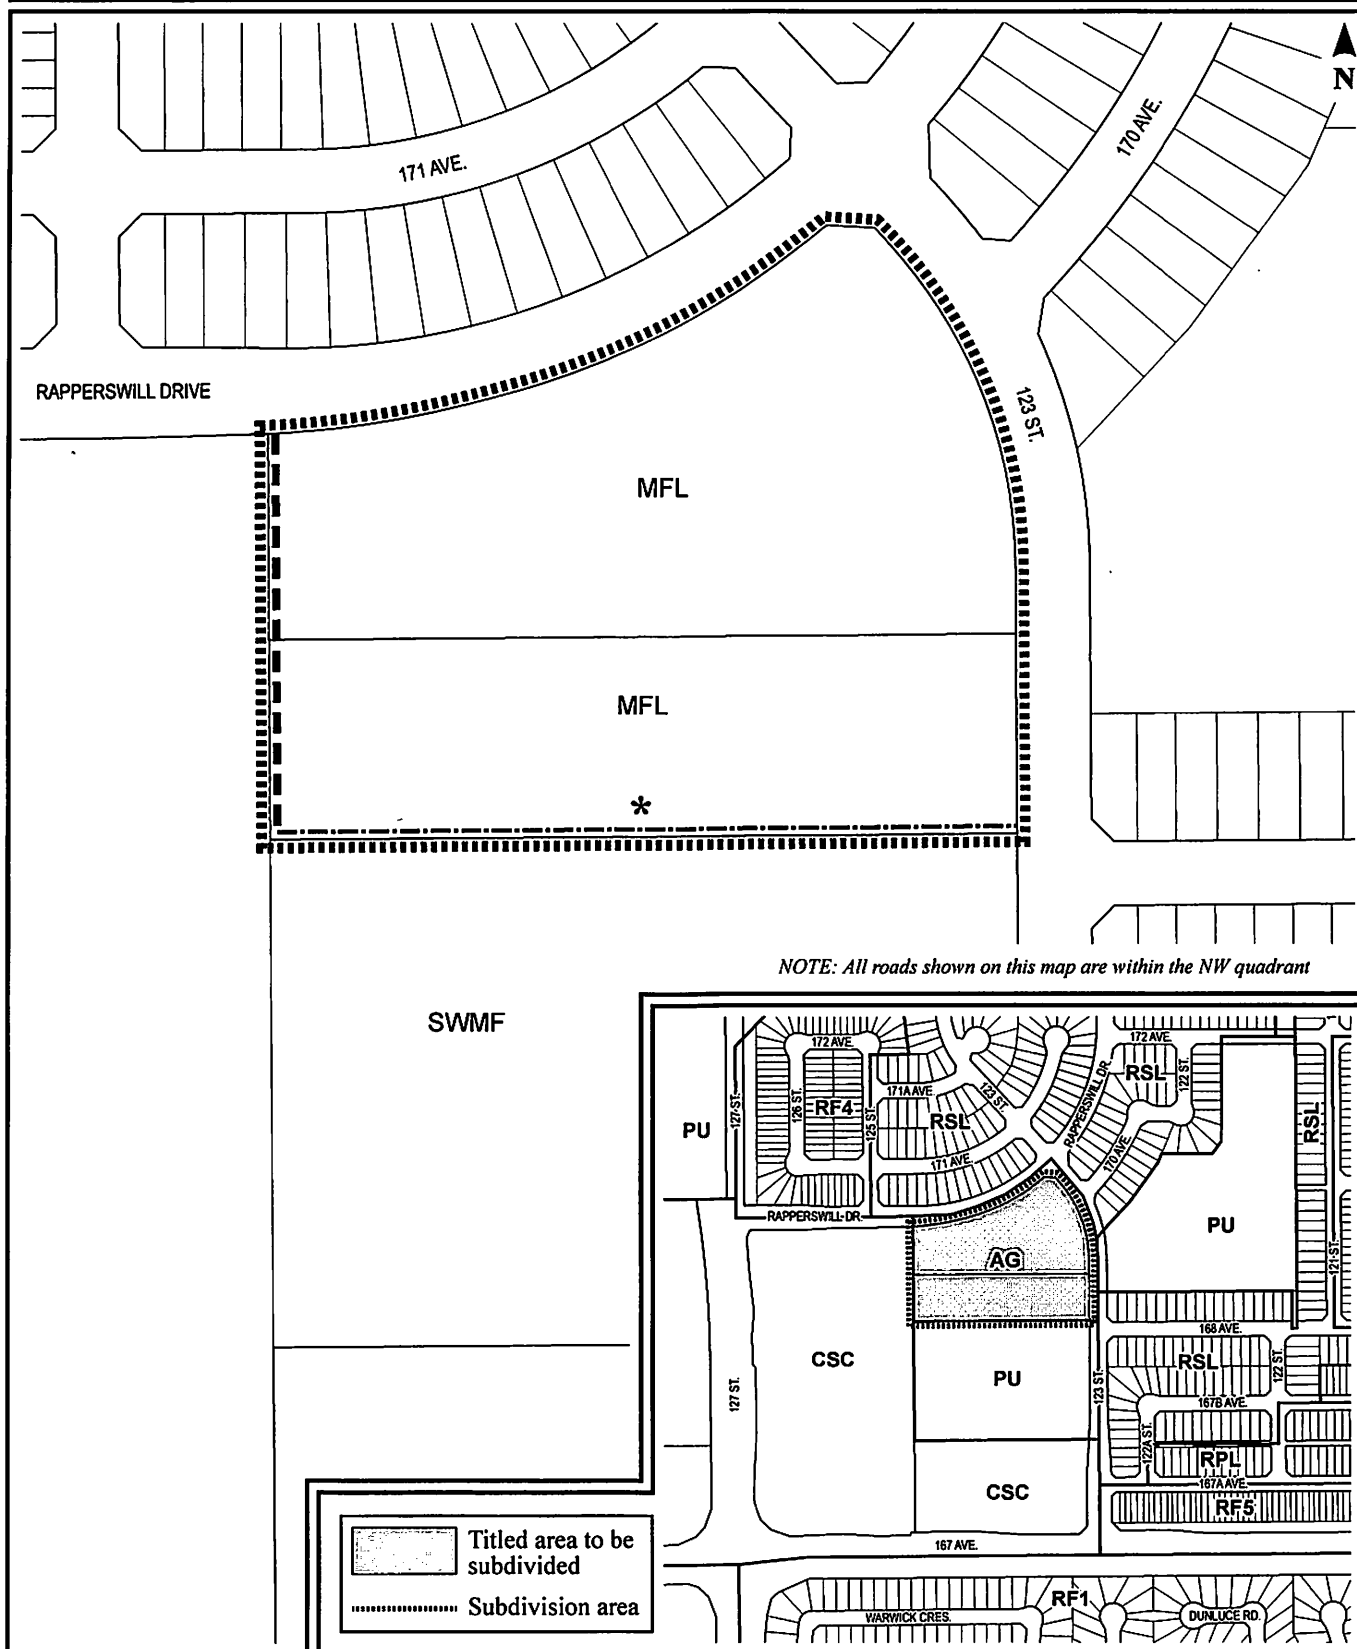 N
171 AVE.
170 AVE.
RAPPERSWILL DRIVE
123 ST.
MFL
MFL
*
NOTE: All roads shown on this map are within the NW quadrant
SWMF
172 AVE.
172 AVE.
127 ST.
126 ST.
RF4
125 ST.
171A AVE.
123 ST.
RSL
RAPPERSWILL DR.
RSL
122 ST.
RSL
PU
171 AVE.
170 AVE.
RAPPERSWILL DR.
PU
121 ST.
AG
168 AVE.
CSC
PU
127 ST.
123 ST.
RSL
122 ST.
167B AVE.
122A ST.
RPL
167A AVE.
CSC
RF5
167 AVE.
RF1
WARWICK CRES.
DUNLUCE RD.
Titled area to be
subdivided
Subdivision area